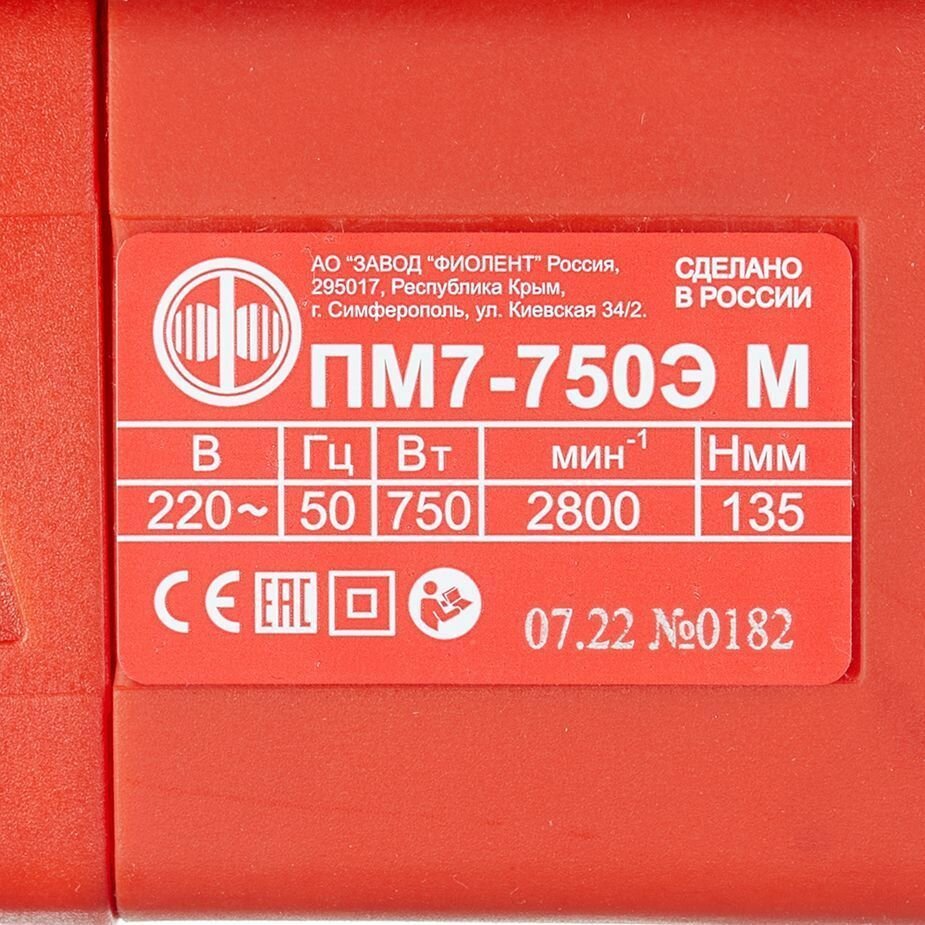 АО "ЗАВОД "ФИОЛЕНТ" Россия,
295017, Республика Крым,
г. Симферополь, ул. Киевская 34/2.
СДЕЛАНО
В РОССИИ
ПМ7-750Э М
В Гц Вт мин⁻¹ Нмм
220~ 50 750 2800 135
CE EAC
07.22 №0182